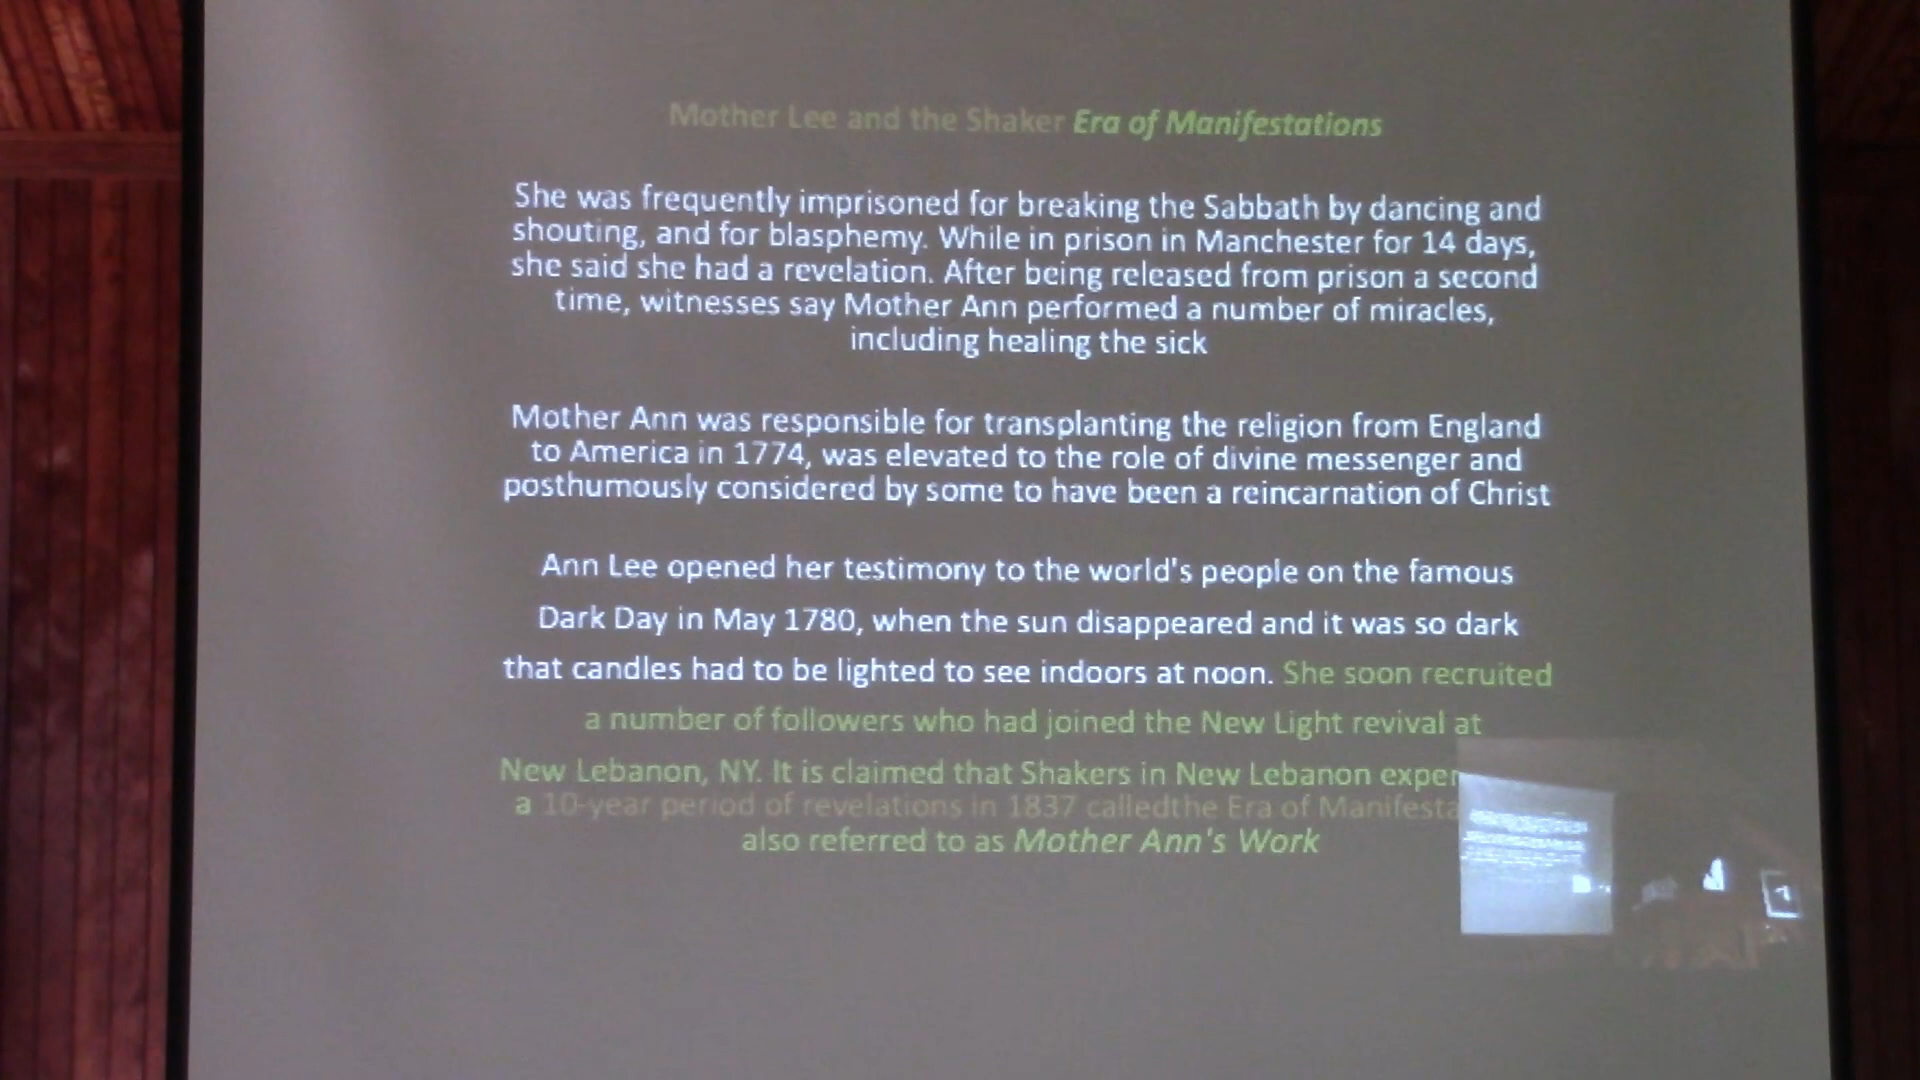 Mother Lee and the Shaker Era of Manifestations
She was frequently imprisoned for breaking the Sabbath by dancing and
shouting, and for blasphemy. While in prison in Manchester for 14 days,
she said she had a revelation. After being released from prison a second
time, witnesses say Mother Ann performed a number of miracles,
including healing the sick
Mother Ann was responsible for transplanting the religion from England
to America in 1774, was elevated to the role of divine messenger and
posthumously considered by some to have been a reincarnation of Christ
Ann Lee opened her testimony to the world's people on the famous
Dark Day in May 1780, when the sun disappeared and it was so dark
that candles had to be lighted to see indoors at noon. She soon recruited
a number of followers who had joined the New Light revival at
New Lebanon, NY. It is claimed that Shakers in New Lebanon exper
a 10-year period of revelations in 1837 calledthe Era of Manifesta
also referred to as Mother Ann's Work